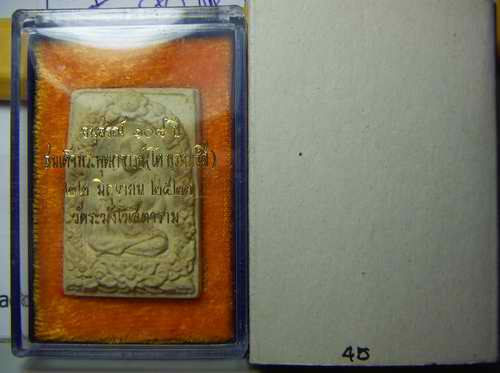 อนุสรณ์ ๑๐๘ ปี
สมเด็จพระพุฒาจารย์(โต พรหมรังสี)
๒๒ มิถุนายน ๒๕๒๓
วัดระฆังโฆสิตาราม
45